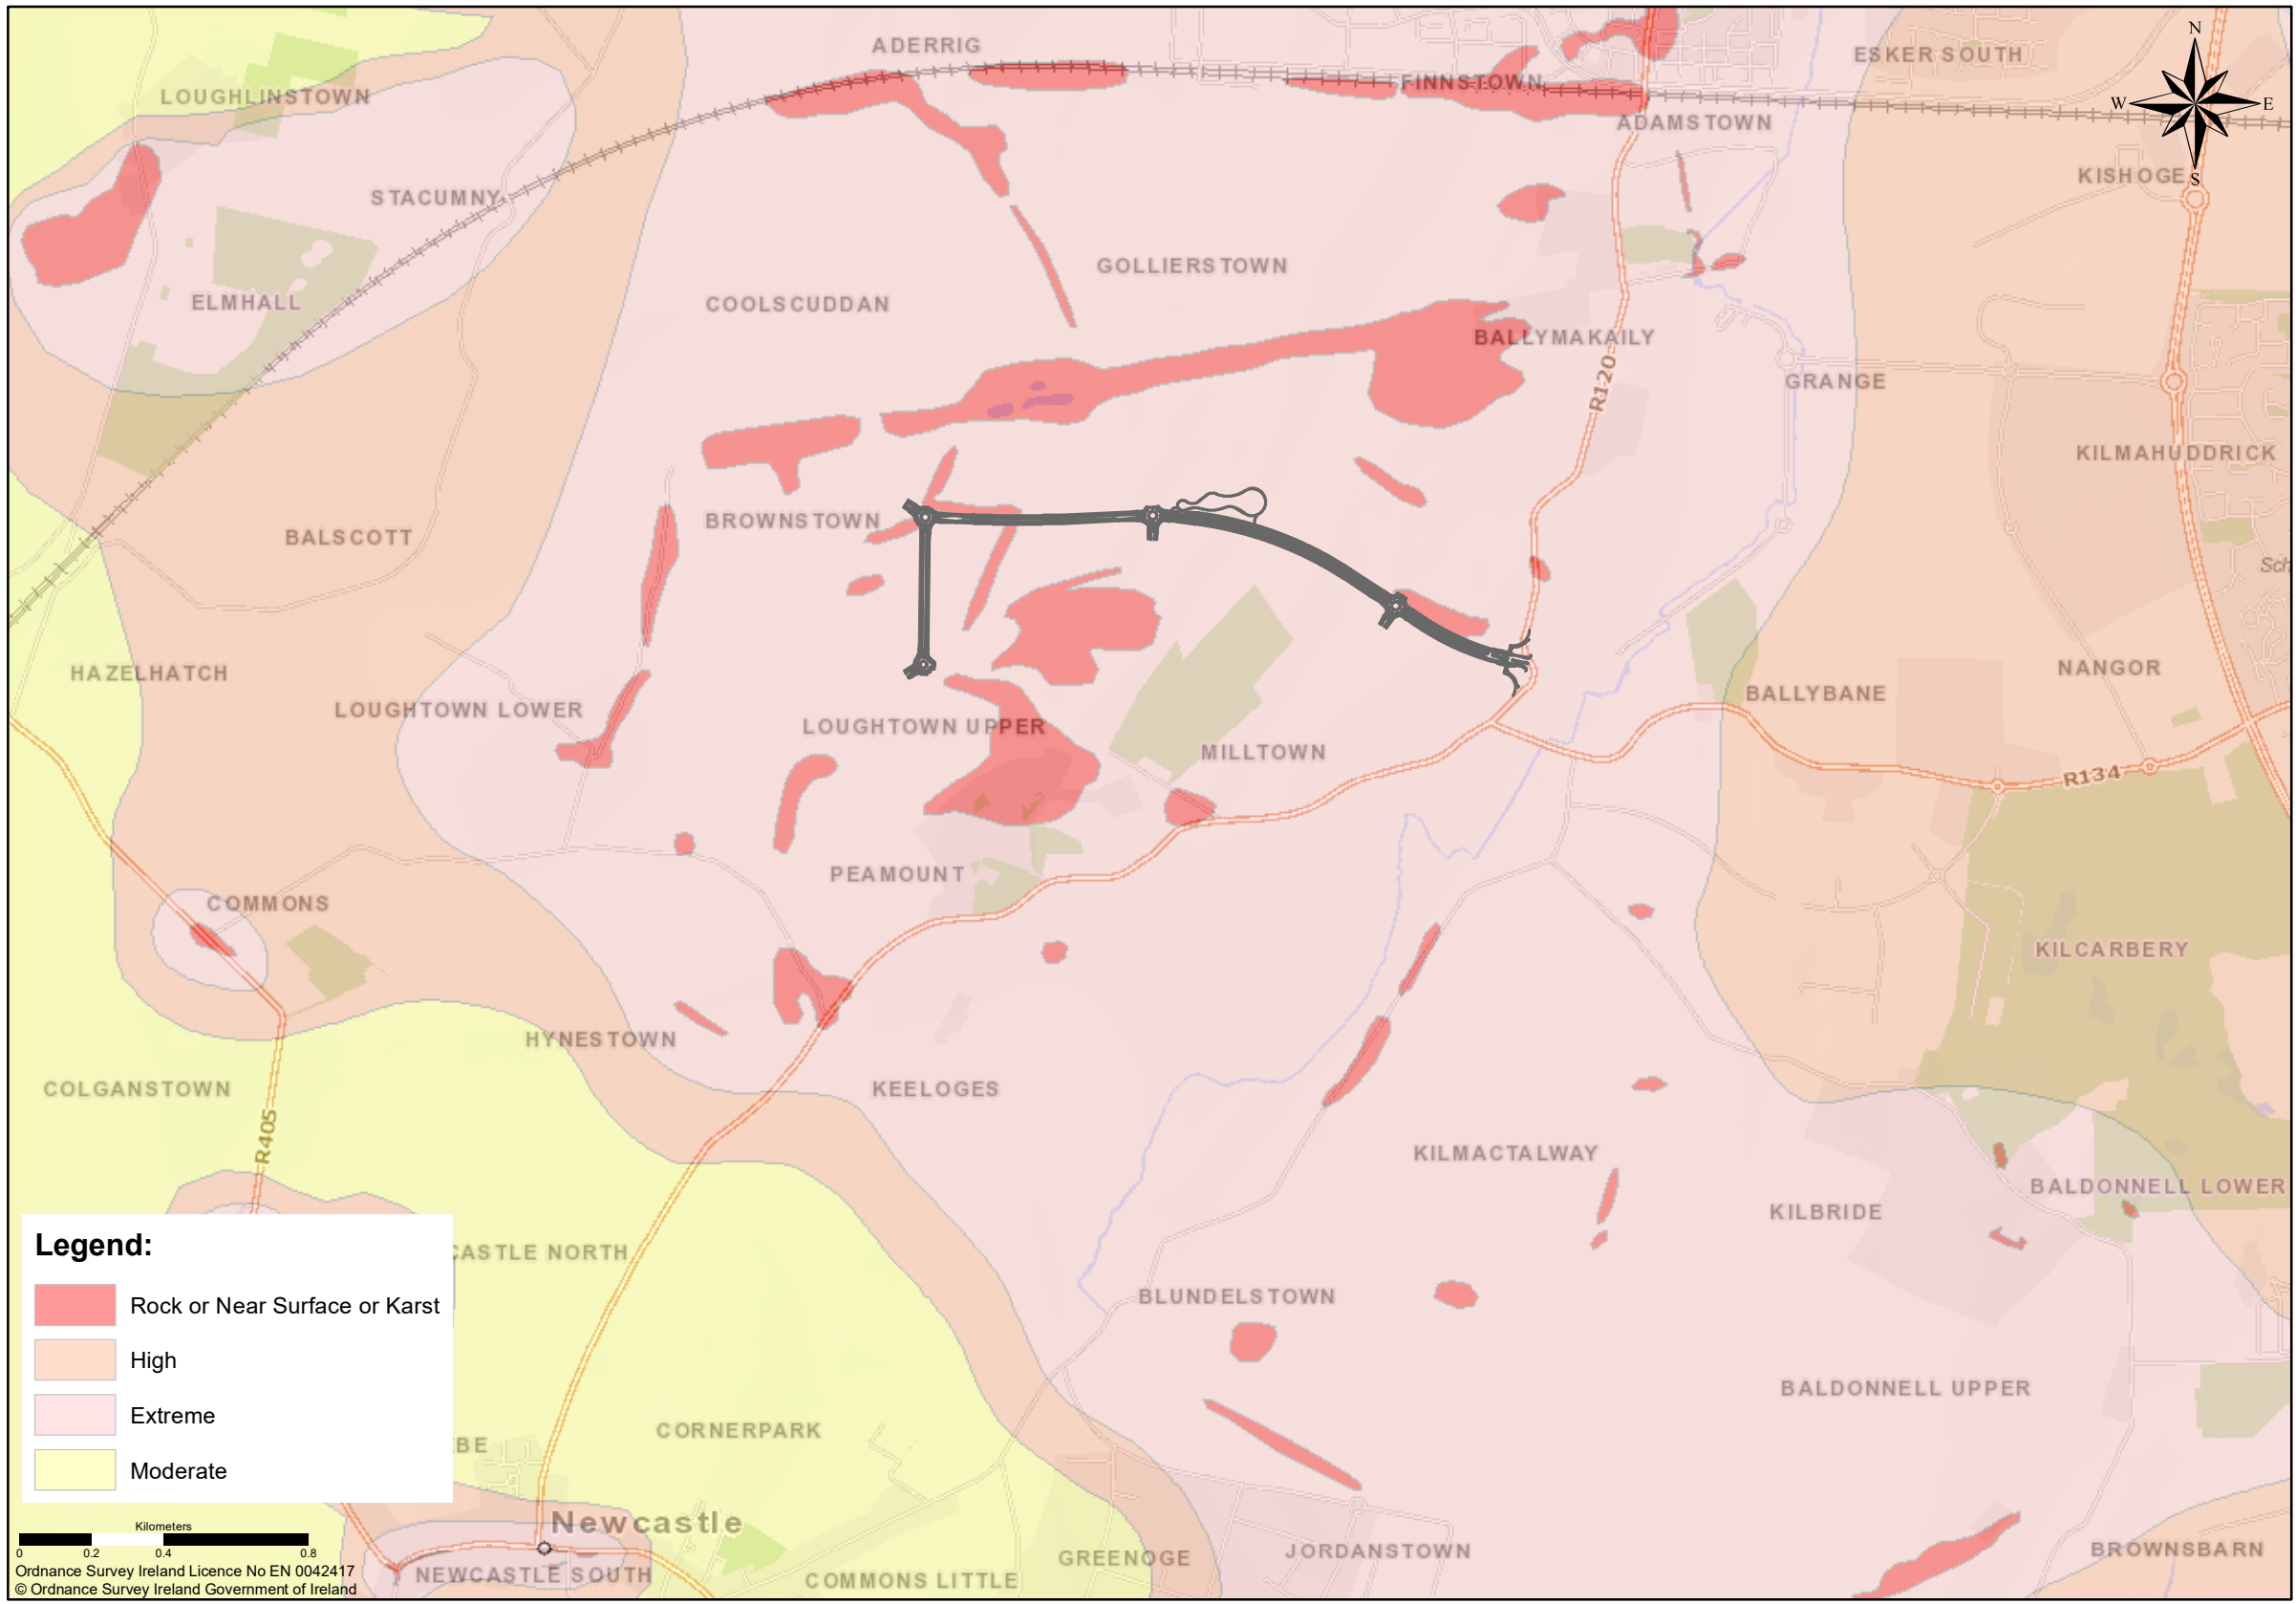 ADERRIG
ESKER SOUTH
N
FINNSTOWN
LOUGHLINSTOWN
W
E
ADAMSTOWN
KISHOGE
S
STACUMNY
GOLLIERSTOWN
ELMHALL
COOLSCUDDAN
BALLYMAKAILY
R120
GRANGE
KILMAHUDDRICK
BROWNSTOWN
BALSCOTT
Sch
HAZELHATCH
NANGOR
BALLYBANE
LOUGHTOWN LOWER
LOUGHTOWN UPPER
MILLTOWN
R134
PEAMOUNT
COMMONS
KILCARBERY
HYNESTOWN
COLGANSTOWN
KEELOGES
R405
KILMACTALWAY
BALDONNELL LOWER
KILBRIDE
CASTLE NORTH
BLUNDELSTOWN
BALDONNELL UPPER
CORNERPARK
EBE
Legend:
Rock or Near Surface or Karst
High
Extreme
Moderate
Newcastle
Kilometers
0 0.2 0.4 0.8
JORDANSTOWN
BROWNSBARN
GREENOGE
NEWCASTLE SOUTH
COMMONS LITTLE
Ordnance Survey Ireland Licence No EN 0042417
© Ordnance Survey Ireland Government of Ireland